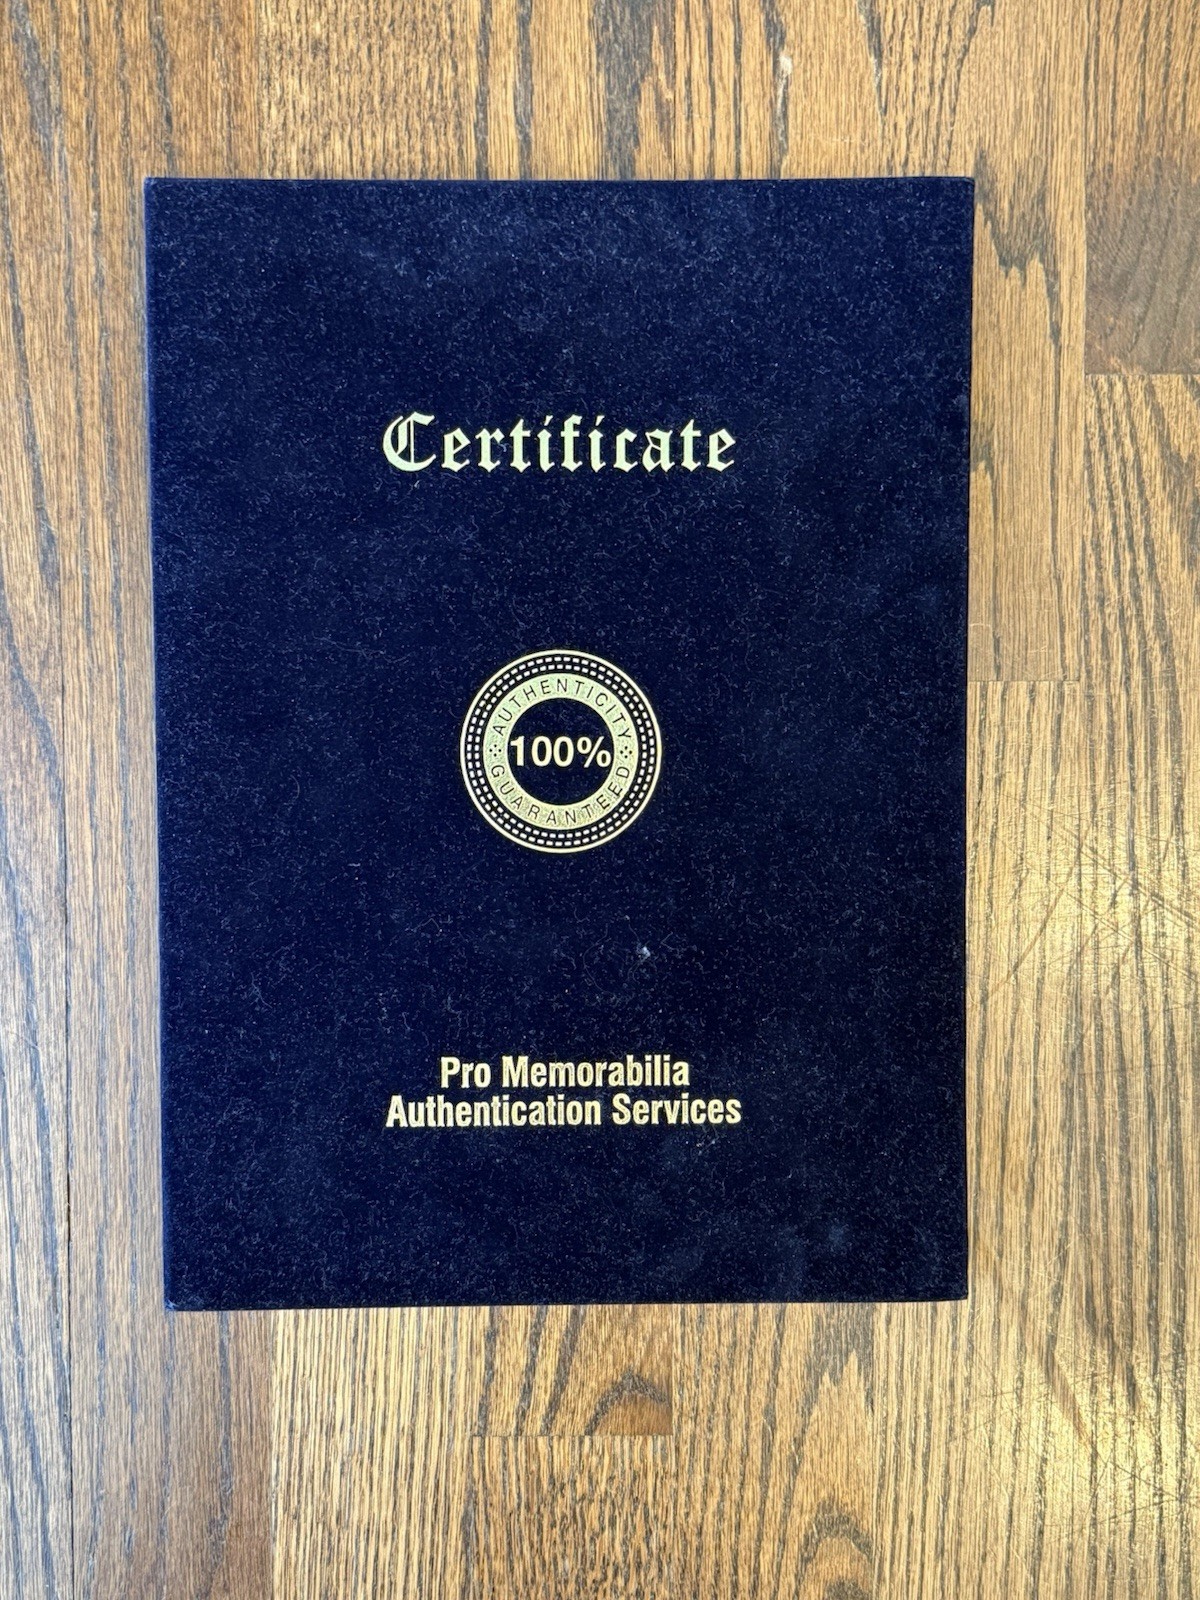 Certificate
AUTHENTICITY
100%
GUARANTEED
Pro Memorabilia
Authentication Services